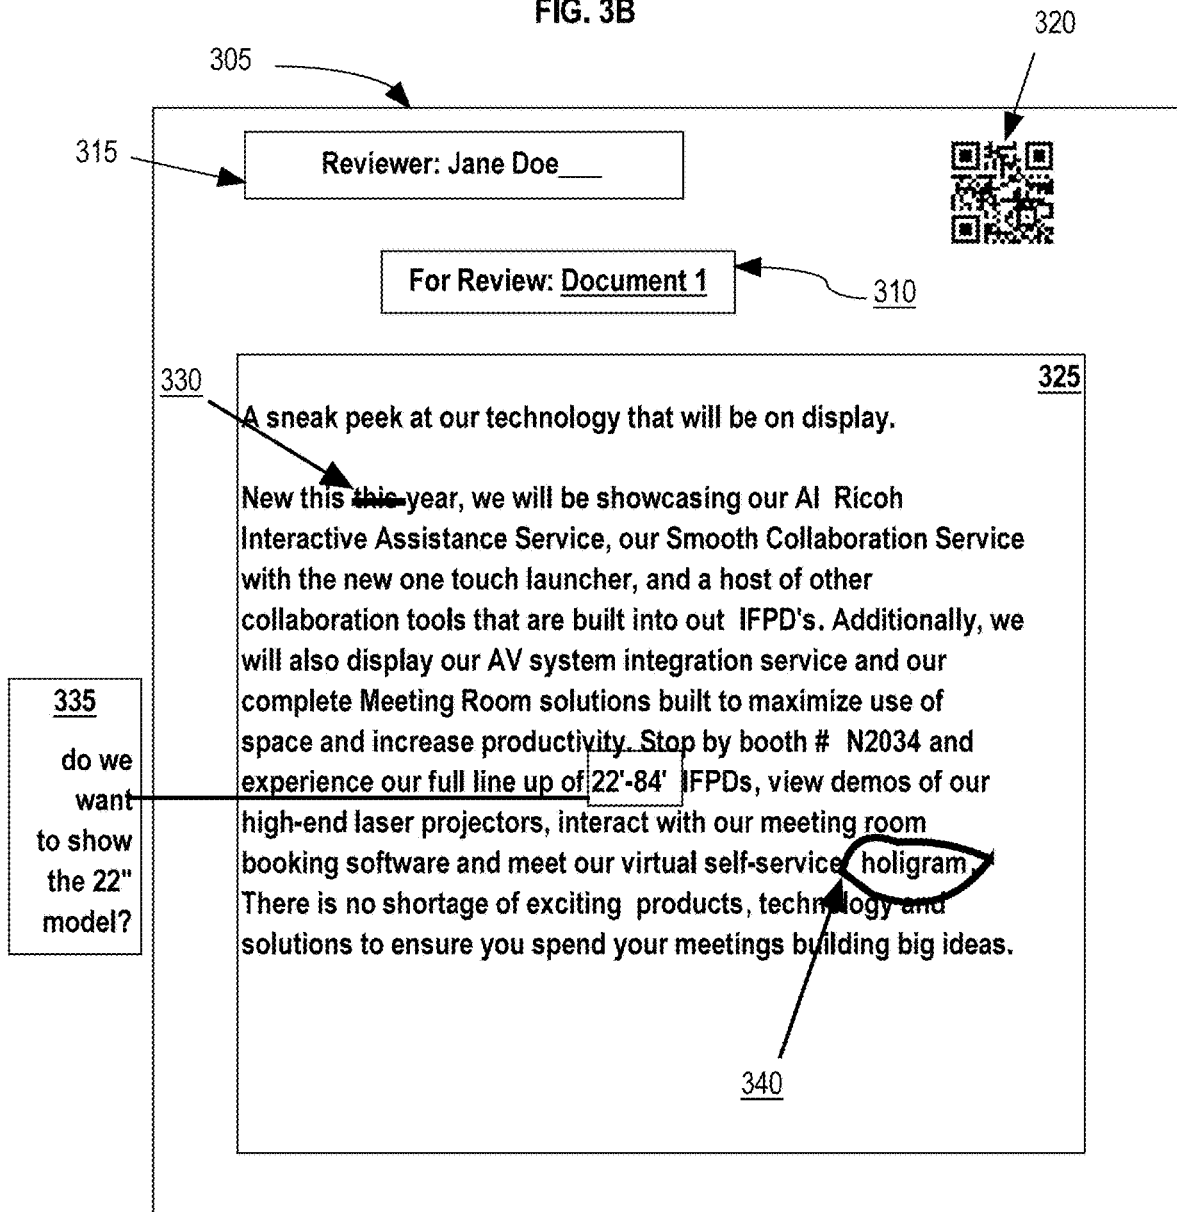 FIG. 3B
320
305
315
Reviewer: Jane Doe___
For Review: Document 1
310
330
325
A sneak peek at our technology that will be on display.
New this this year, we will be showcasing our AI Ricoh
Interactive Assistance Service, our Smooth Collaboration Service
with the new one touch launcher, and a host of other
collaboration tools that are built into out IFPD's. Additionally, we
will also display our AV system integration service and our
complete Meeting Room solutions built to maximize use of
space and increase productivity. Stop by booth # N2034 and
experience our full line up of 22'-84' IFPDs, view demos of our
high-end laser projectors, interact with our meeting room
booking software and meet our virtual self-service holigram.
There is no shortage of exciting products, technology and
solutions to ensure you spend your meetings building big ideas.
335
do we
want
to show
the 22"
model?
340